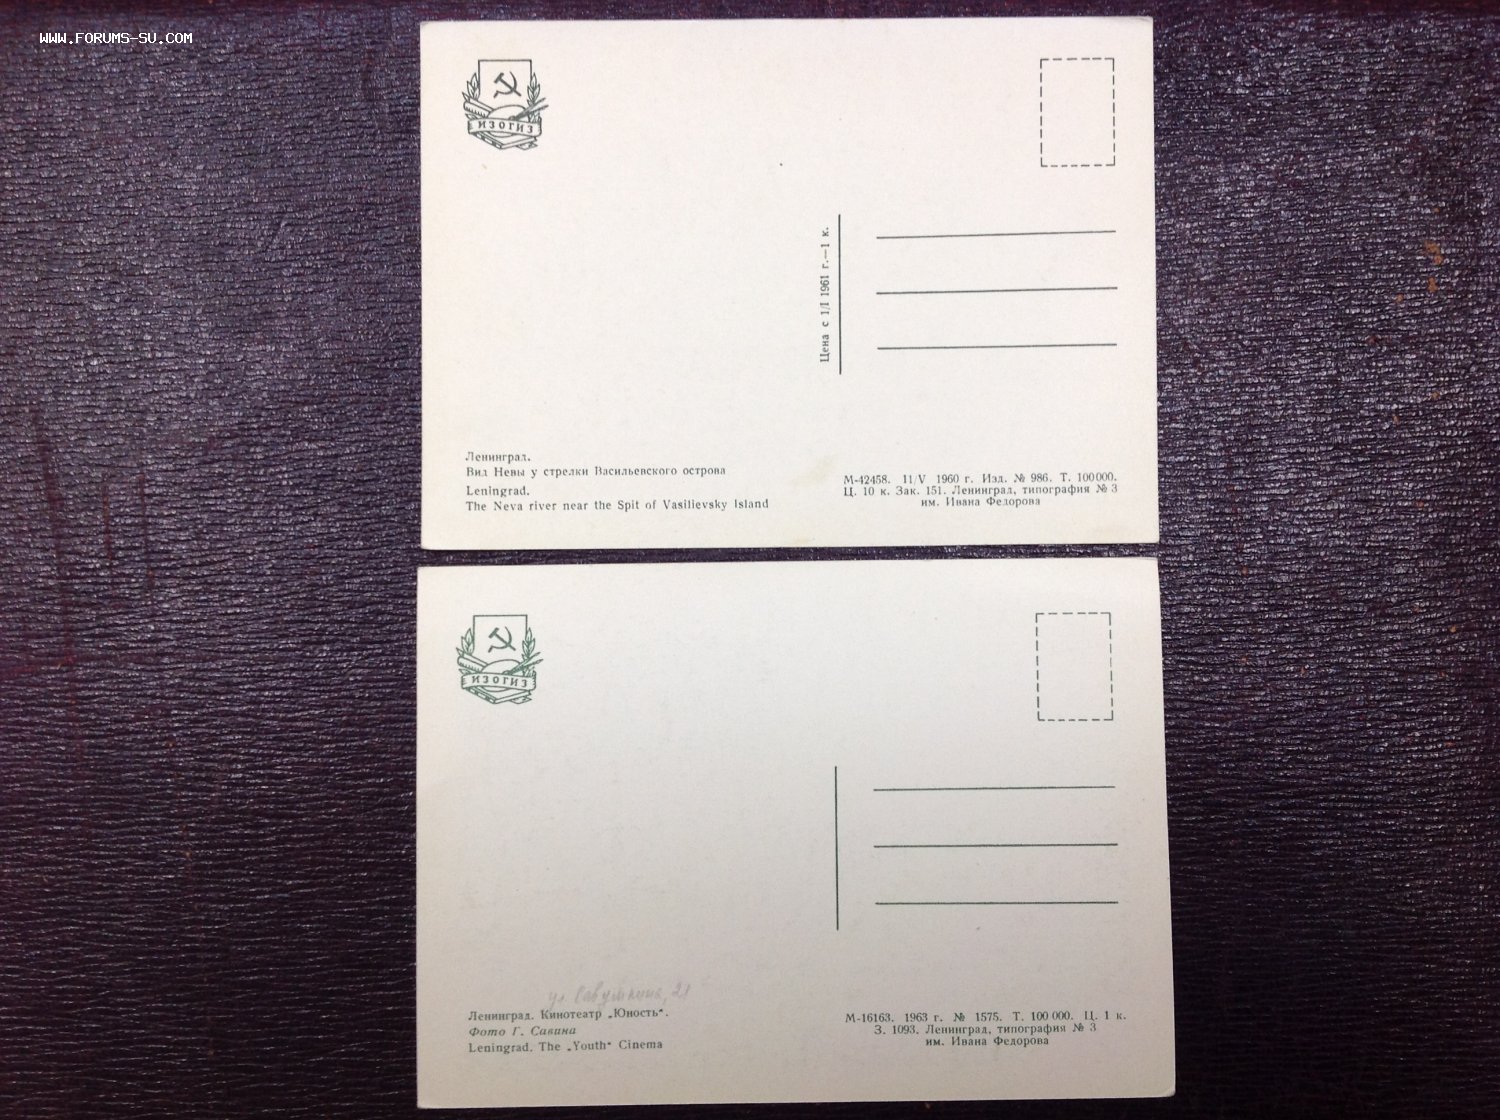 WWW.FORUMS-SU.COM
ИЗОГИЗ
Цена с 1/I 1961 г.—1 к.
Ленинград.
Вид Невы у стрелки Васильевского острова
Leningrad.
The Neva river near the Spit of Vasilievsky Island
М-42458. 11/V 1960 г. Изд. № 986. Т. 100000.
Ц. 10 к. Зак. 151. Ленинград, типография № 3
им. Ивана Федорова
ИЗОГИЗ
ул. Савушкина, 21
Ленинград. Кинотеатр „Юность“.
Фото Г. Савина
Leningrad. The „Youth“ Cinema
М-16163. 1963 г. № 1575. Т. 100 000. Ц. 1 к.
З. 1093. Ленинград, типография № 3
им. Ивана Федорова